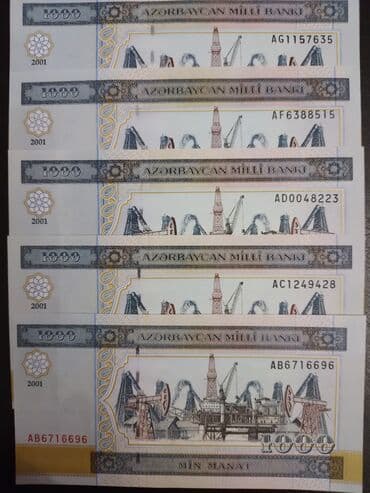 1000 AZƏRBAYCAN MİLLİ BANKI
2001 AG1157635
1000 AZƏRBAYCAN MİLLİ BANKI
2001 AF6388515
1000 AZƏRBAYCAN MİLLİ BANKI
2001 AD0048223
1000 AZƏRBAYCAN MİLLİ BANKI
2001 AC1249428
1000 AZƏRBAYCAN MİLLİ BANKI
2001 AB6716696
AB6716696 1000
MİN MANAT